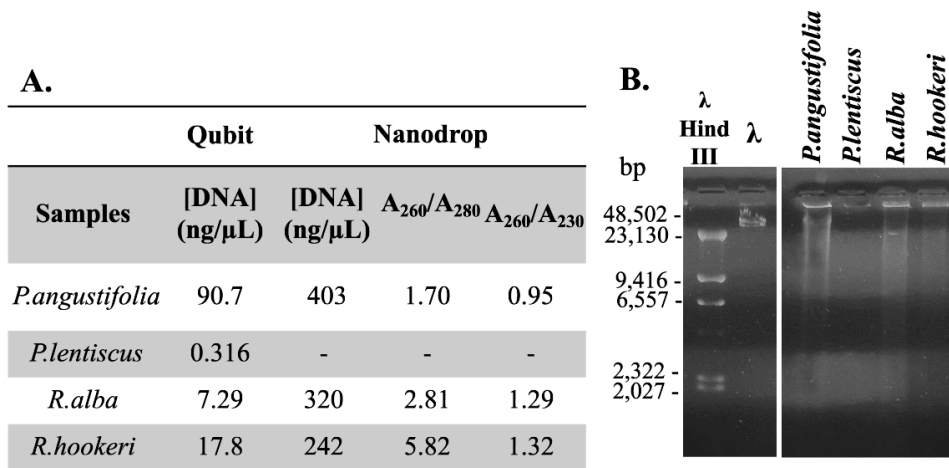 A.
Qubit Nanodrop
Samples [DNA] (ng/µL) [DNA] (ng/µL) A260/A280 A260/A230
P.angustifolia 90.7 403 1.70 0.95
P.lentiscus 0.316 - - -
R.alba 7.29 320 2.81 1.29
R.hookeri 17.8 242 5.82 1.32
B.
λ
Hind
III
λ
P.angustifolia
P.lentiscus
R.alba
R.hookeri
bp
48,502 -
23,130 -
9,416 -
6,557 -
2,322 -
2,027 -